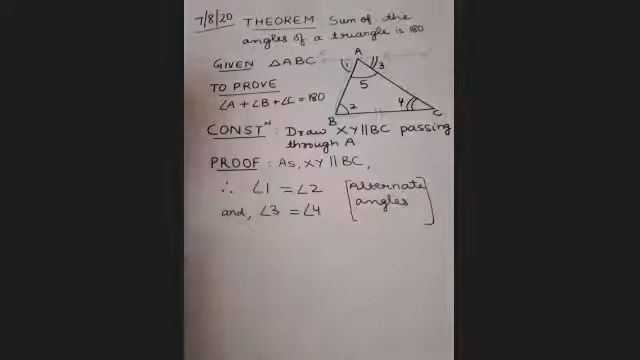 7/8/20 THEOREM Sum of the
angles of a triangle is 180
GIVEN △ABC
TO PROVE
∠A + ∠B + ∠C = 180
A
1 3
5
2 4
B C
CONSTᴺ: Draw XY || BC passing
through A
PROOF: As, XY || BC,
∴ ∠1 = ∠2 [Alternate
angles]
and, ∠3 = ∠4